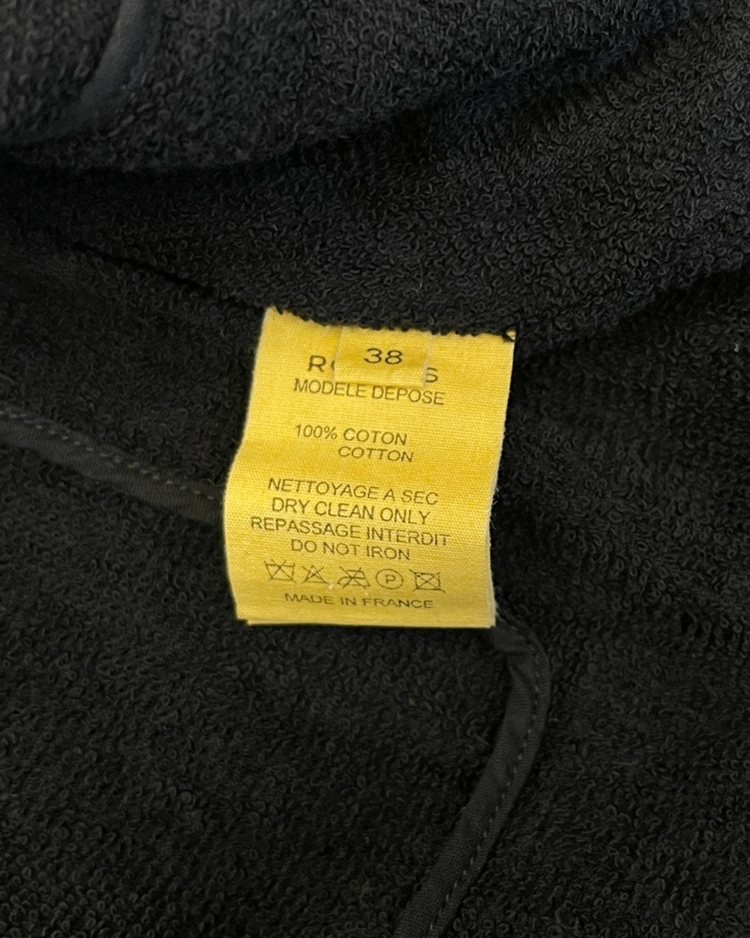 38
MODELE DEPOSE
100% COTON
COTTON
NETTOYAGE A SEC
DRY CLEAN ONLY
REPASSAGE INTERDIT
DO NOT IRON
P
MADE IN FRANCE